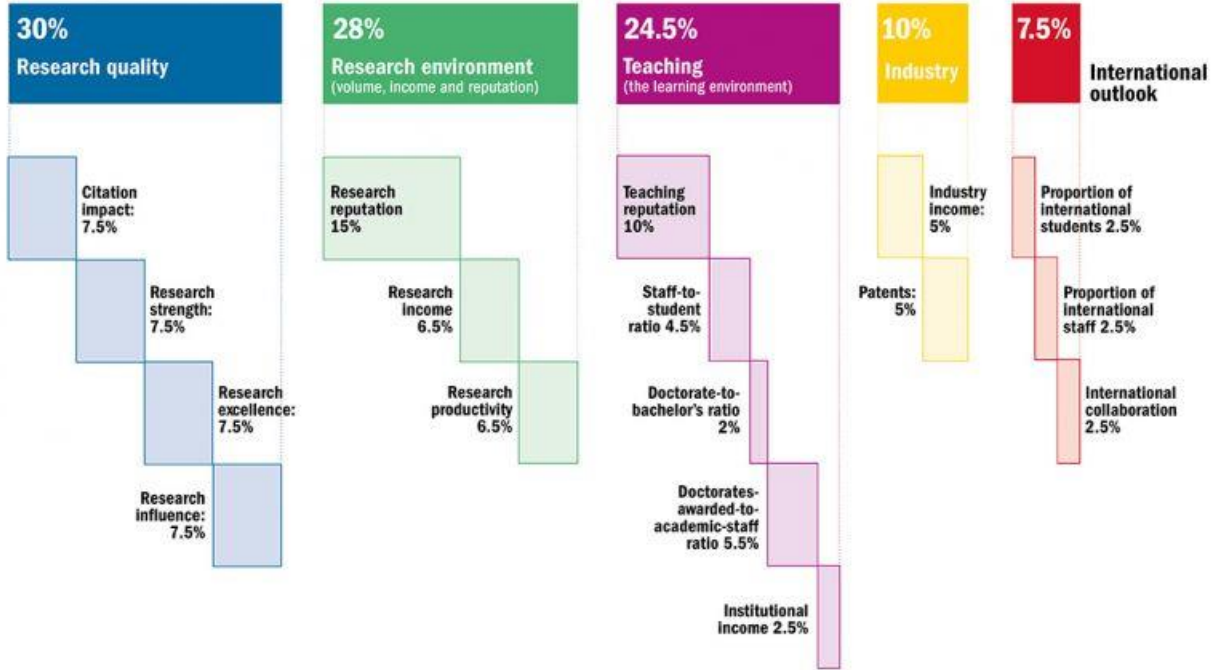 30%
Research quality
Citation
impact:
7.5%
Research
strength:
7.5%
Research
excellence:
7.5%
Research
influence:
7.5%
28%
Research environment
(volume, income and reputation)
Research
reputation
15%
Research
income
6.5%
Research
productivity
6.5%
24.5%
Teaching
(the learning environment)
Teaching
reputation
10%
Staff-to-
student
ratio 4.5%
Doctorate-to-
bachelor's ratio
2%
Doctorates-
awarded-to-
academic-staff
ratio 5.5%
Institutional
income 2.5%
10%
Industry
Industry
income:
5%
Patents:
5%
7.5%
International
outlook
Proportion of
international
students 2.5%
Proportion of
international
staff 2.5%
International
collaboration
2.5%